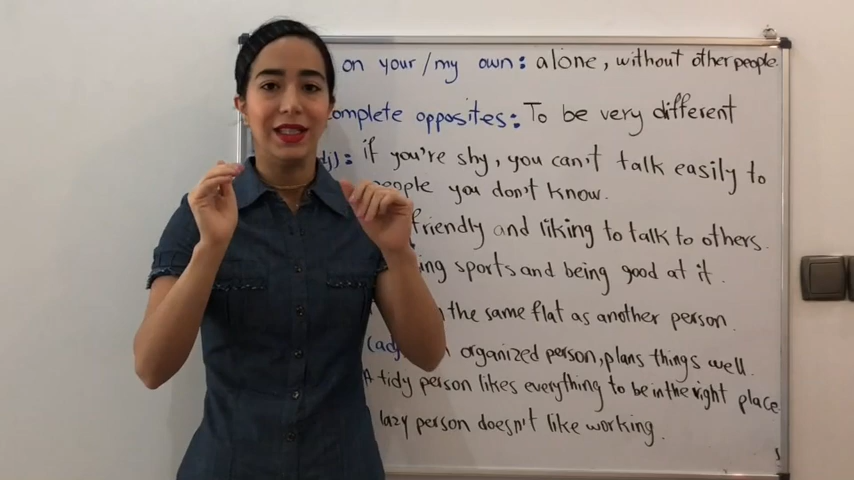 on your/my own: alone, without other people.
omplete opposites: To be very different
dj): if you're shy, you can't talk easily to
people you don't know.
friendly and liking to talk to others.
ing sports and being good at it.
the same flat as another person.
(adj organized person, plans things well.
A tidy person likes everything to be in the right place
lazy person doesn't like working.